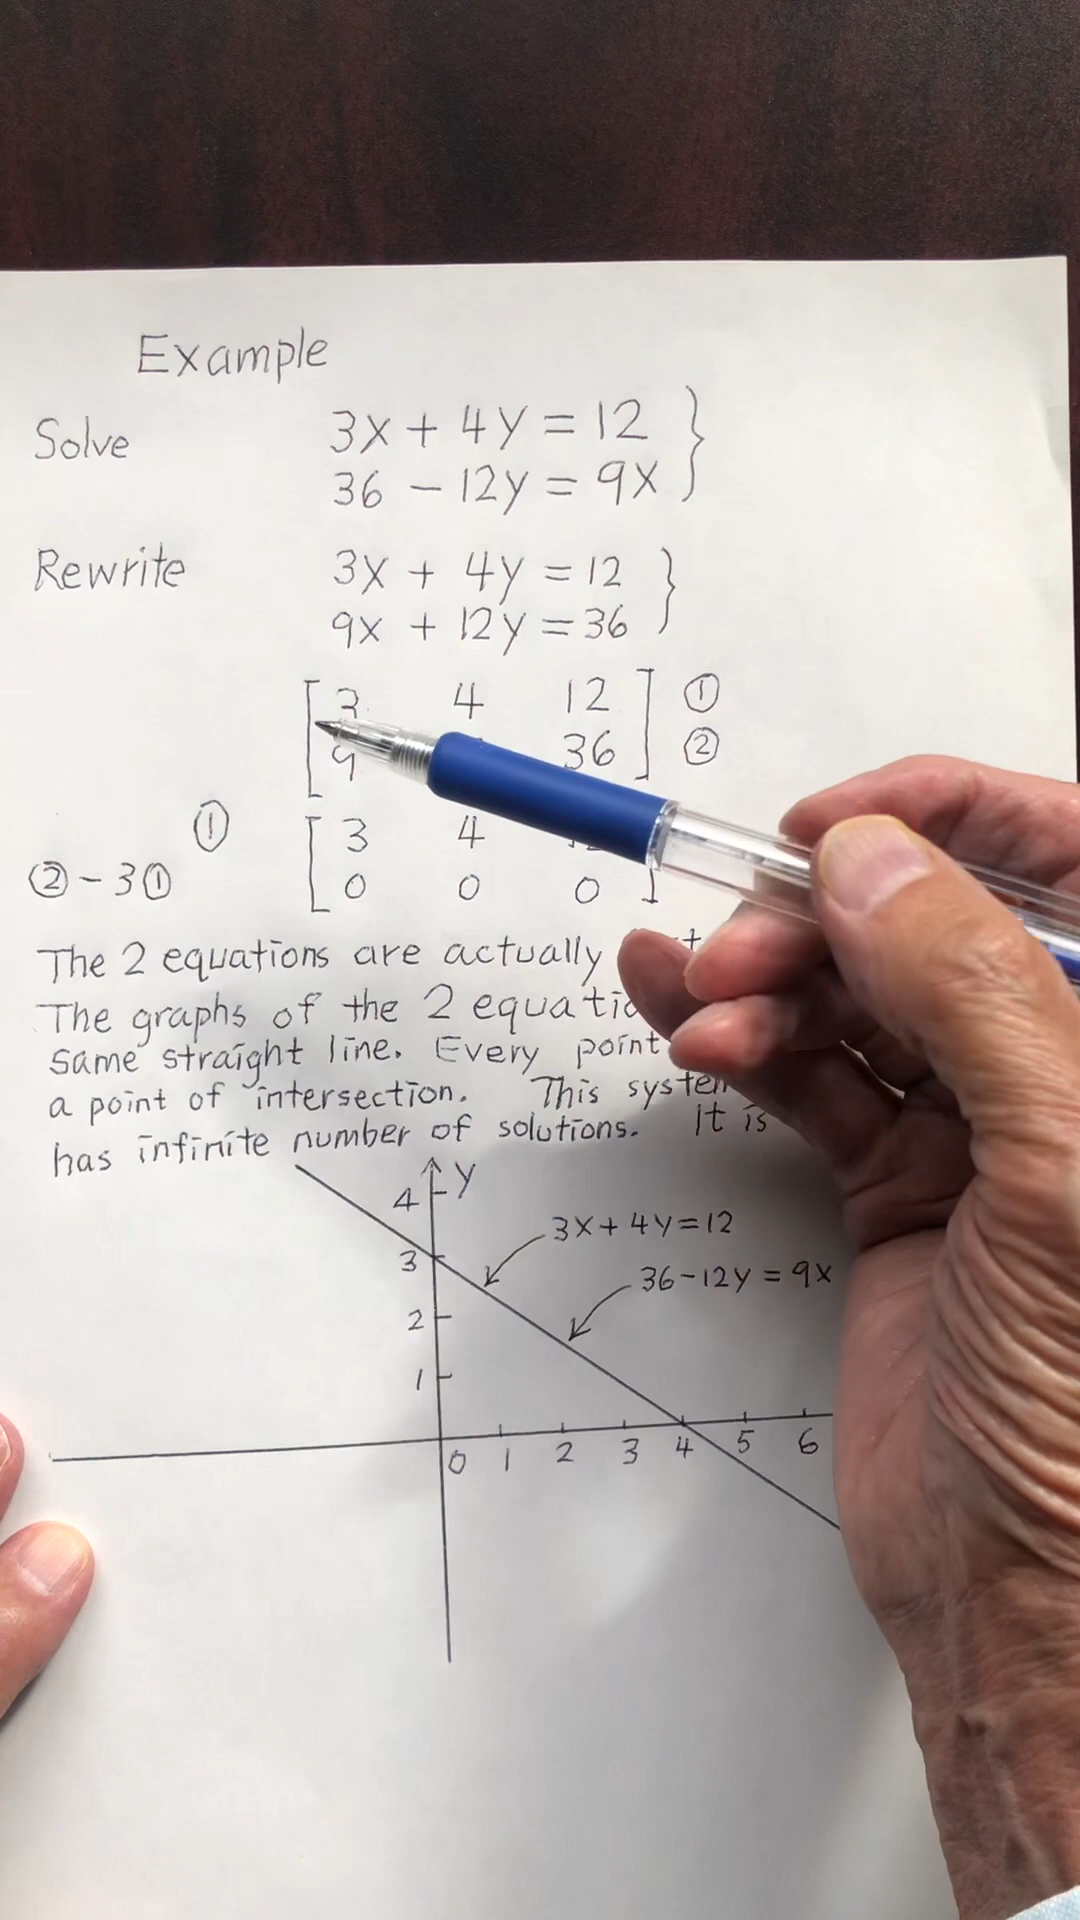 Example
Solve 3x + 4y = 12 }
36 - 12y = 9x
Rewrite 3x + 4y = 12 }
9x + 12y = 36
[ 3 4 12 ] ①
9 36 ②
① [ 3 4
② - 3① 0 0 0 ]
The 2 equations are actually
The graphs of the 2
same straight line. Every point
a point of intersection. This
has infinite number of solutions. It is
y
4
3
2
1
3x + 4y = 12
36 - 12y = 9x
0 1 2 3 4 5 6